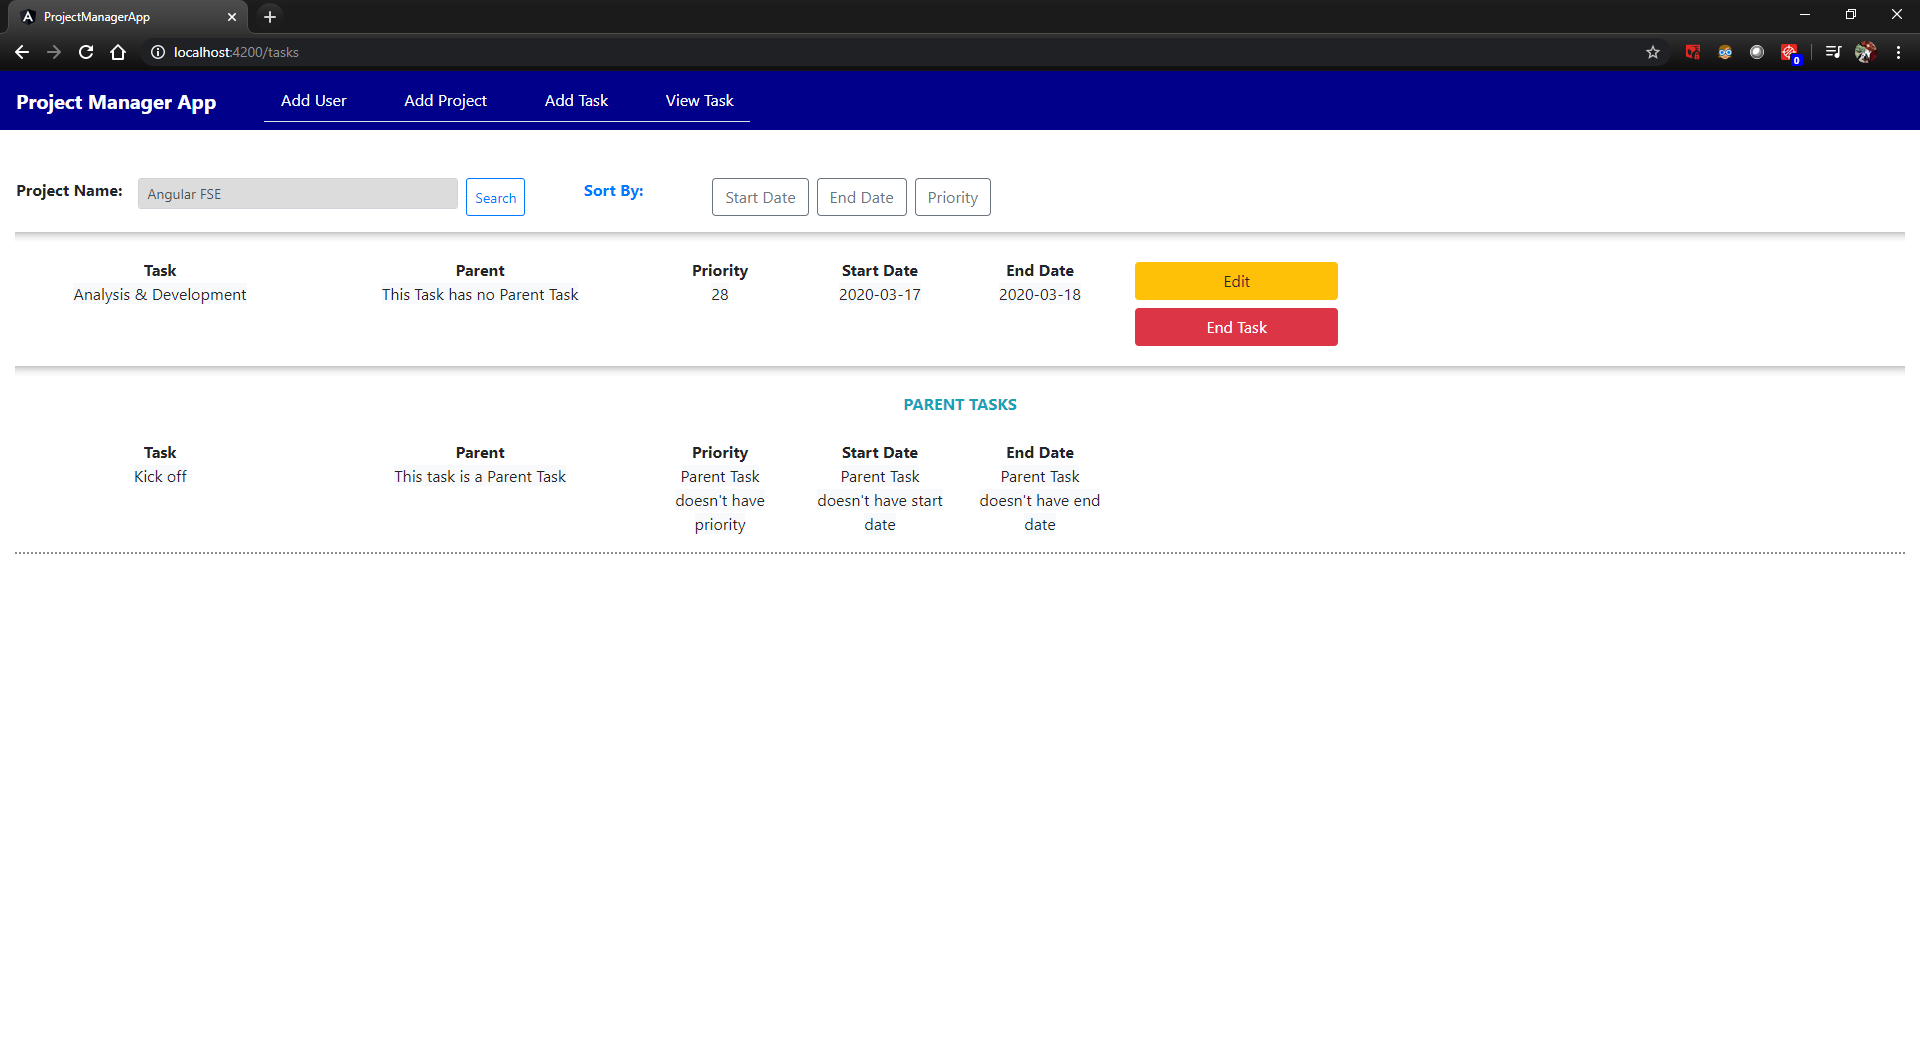 ProjectManagerApp
localhost:4200/tasks
0
Project Manager App Add User Add Project Add Task View Task
Project Name: Angular FSE Search Sort By: Start Date End Date Priority
Task Parent Priority Start Date End Date Edit
Analysis & Development This Task has no Parent Task 28 2020-03-17 2020-03-18
End Task
PARENT TASKS
Task Parent Priority Start Date End Date
Kick off This task is a Parent Task Parent Task Parent Task Parent Task
doesn't have doesn't have start doesn't have end
priority date date